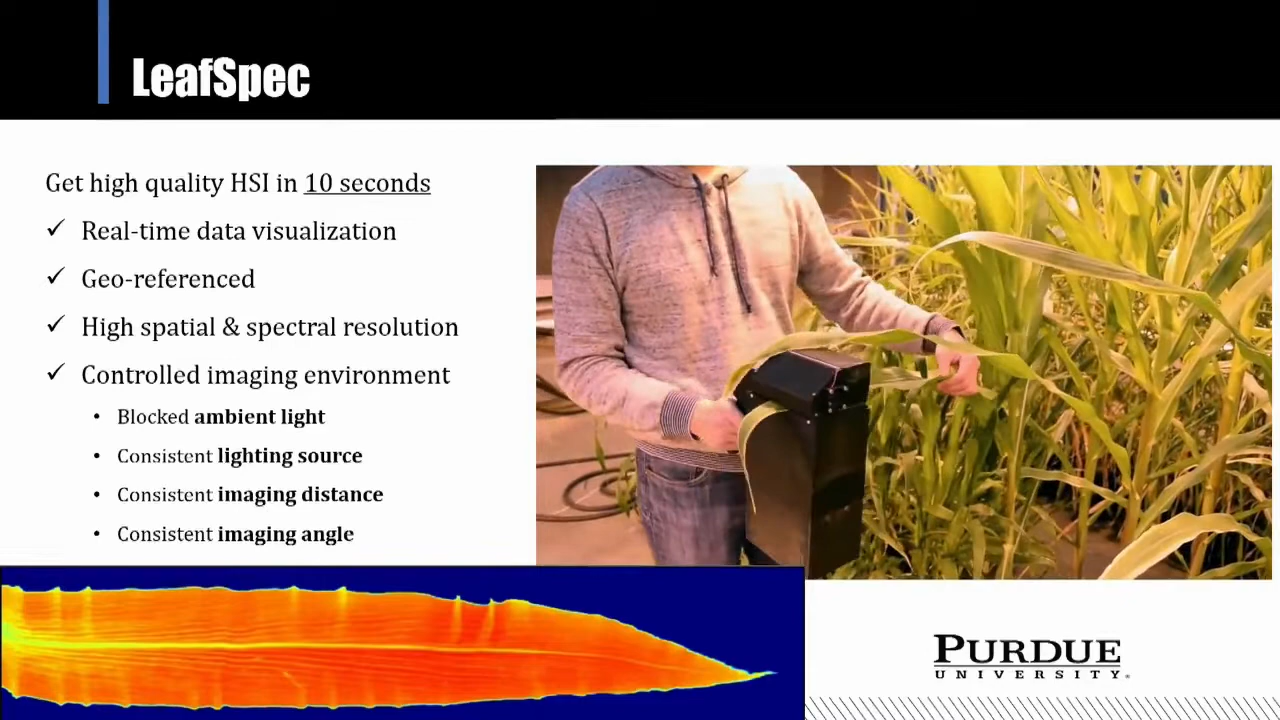 LeafSpec
Get high quality HSI in 10 seconds
✓ Real-time data visualization
✓ Geo-referenced
✓ High spatial & spectral resolution
✓ Controlled imaging environment
• Blocked ambient light
• Consistent lighting source
• Consistent imaging distance
• Consistent imaging angle
PURDUE
UNIVERSITY®